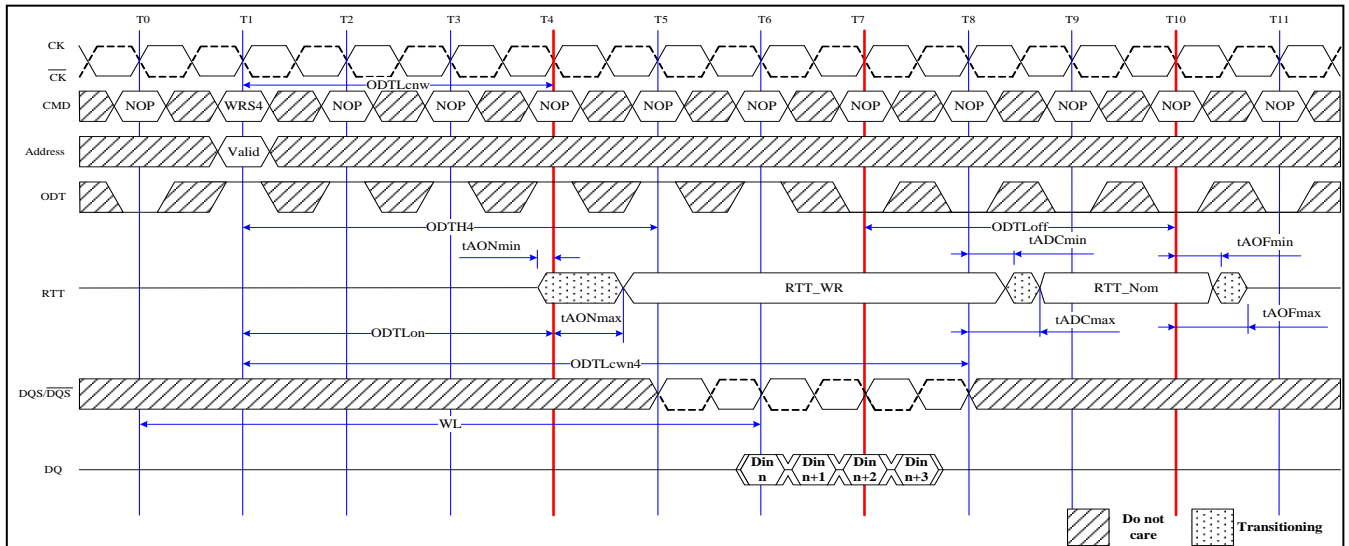 T0 T1 T2 T3 T4 T5 T6 T7 T8 T9 T10 T11
CK
CK
ODTLcnw
CMD NOP WRS4 NOP NOP NOP NOP NOP NOP NOP NOP NOP NOP
Address Valid
ODT
ODTH4 ODTLoff
tAONmin tADCmin tAOFmin
RTT RTT_WR RTT_Nom
ODTLon tAONmax tADCmax tAOFmax
ODTLcwn4
DQS/DQS
WL
DQ Din n Din n+1 Din n+2 Din n+3
Do not care
Transitioning